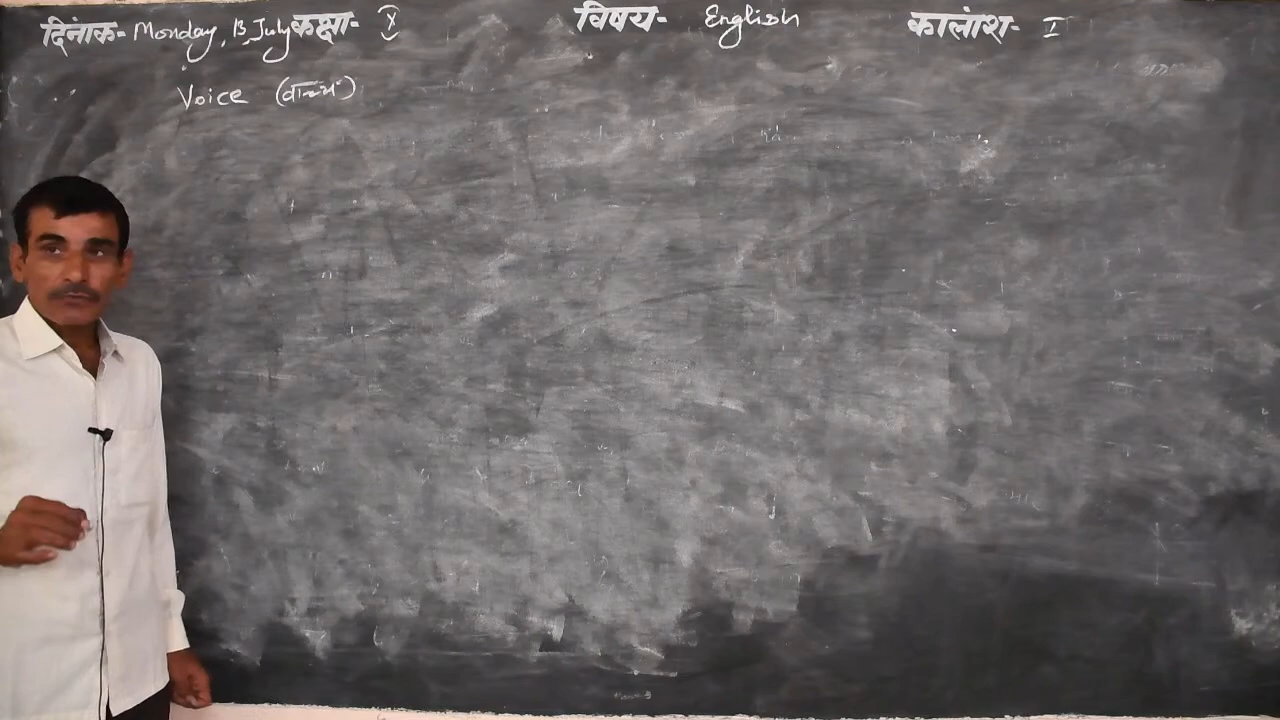 दिनांक- Monday, 13, July कक्षा- X विषय- English कालांश- I
Voice (वाच्य)